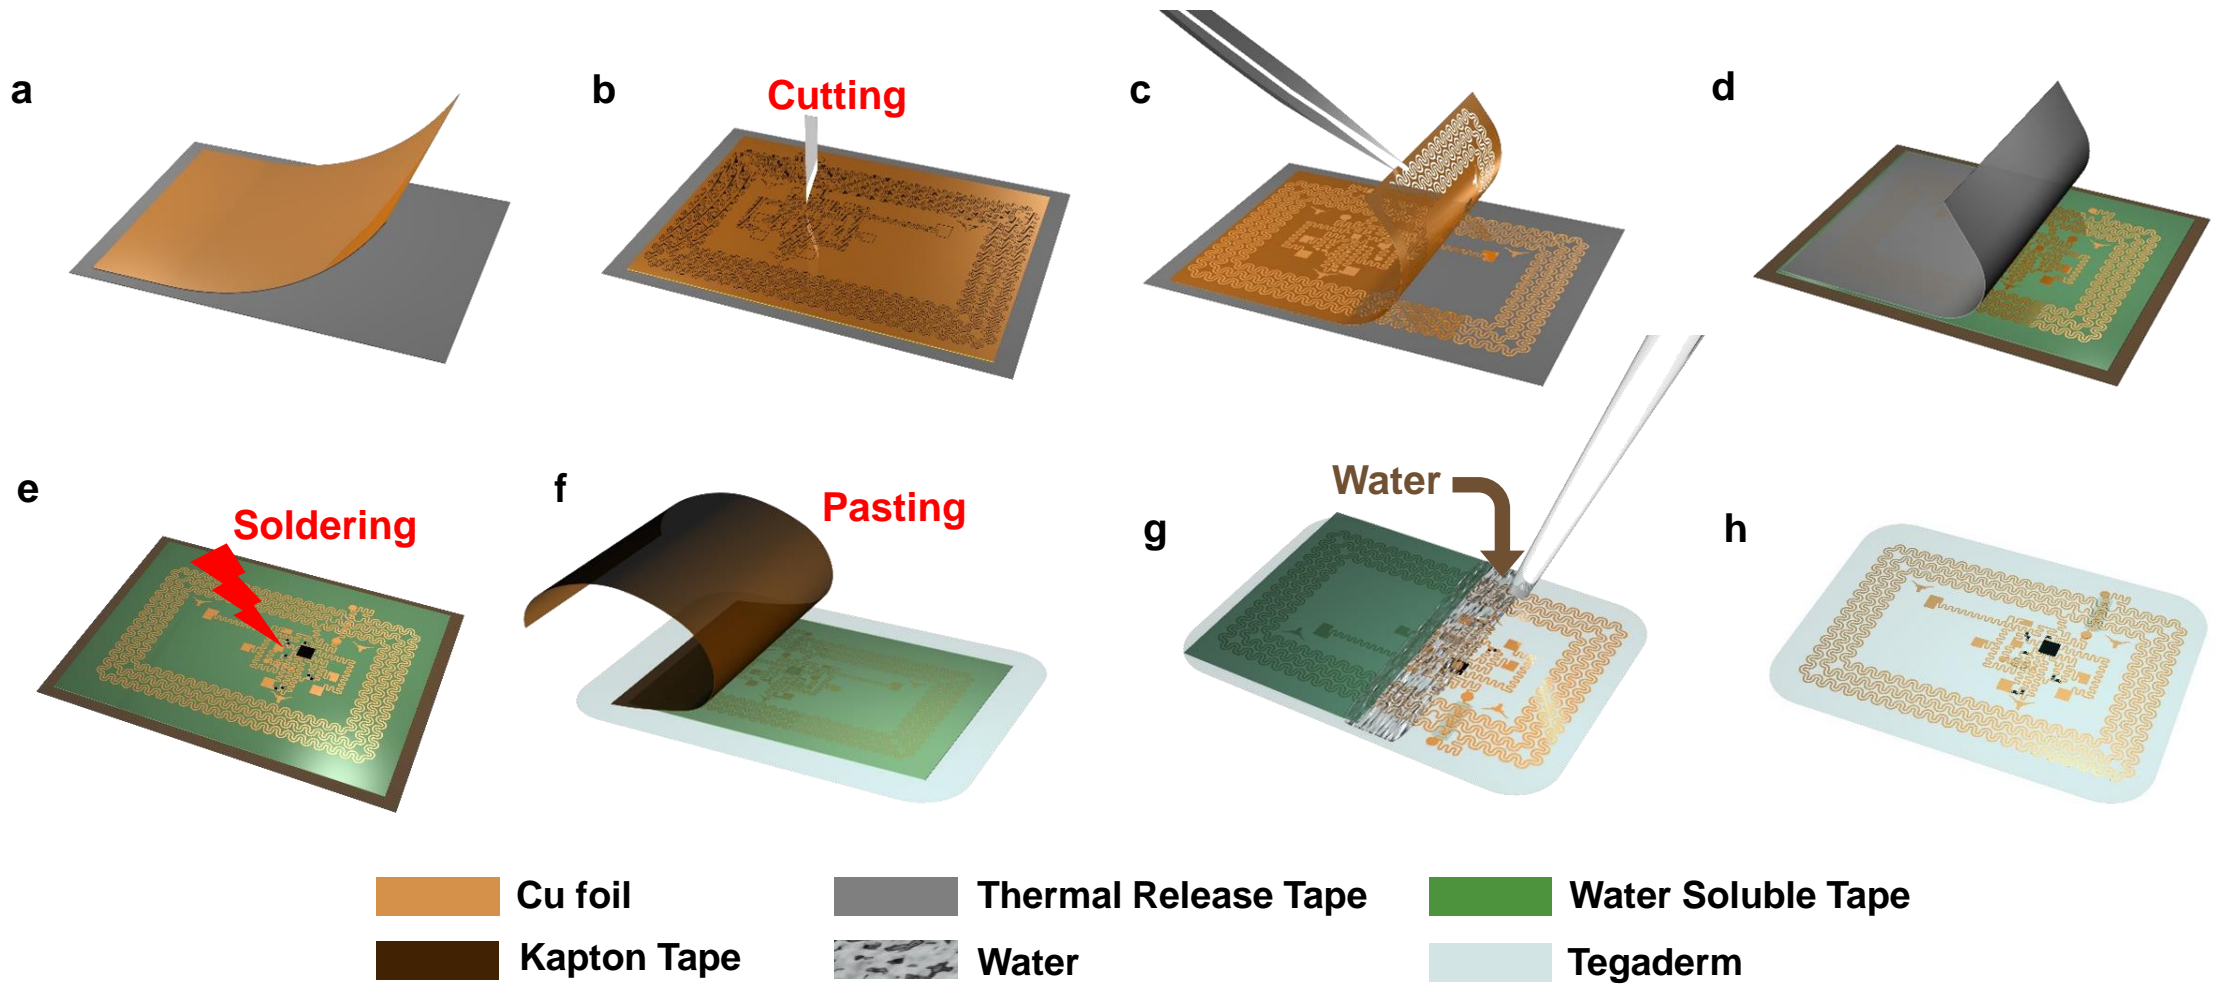 a
b
Cutting
c
d
e
Soldering
f
Pasting
Water
g
h
Cu foil
Thermal Release Tape
Water Soluble Tape
Kapton Tape
Water
Tegaderm